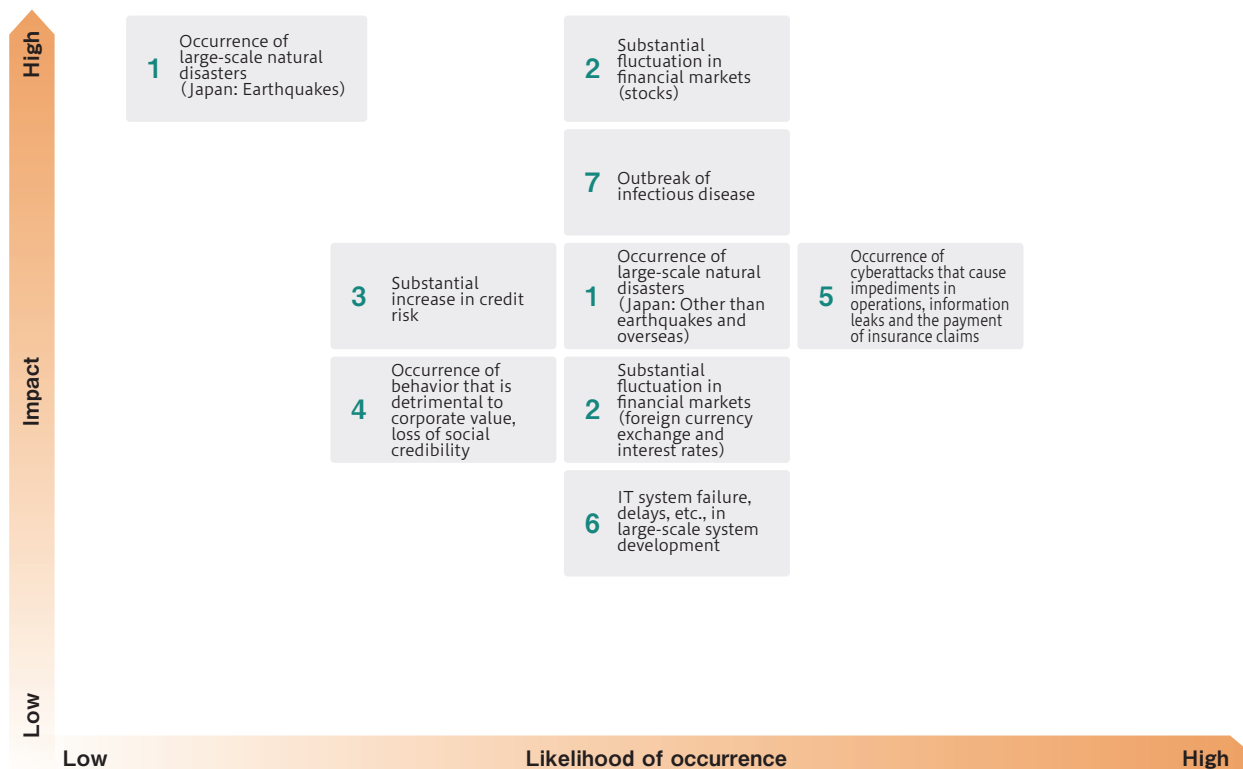 High
1
Occurrence of
large-scale natural
disasters
(Japan: Earthquakes)
2
Substantial
fluctuation in
financial markets
(stocks)
7
Outbreak of
infectious disease
3
Substantial
increase in credit
risk
1
Occurrence of
large-scale natural
disasters
(Japan: Other than
earthquakes and
overseas)
5
Occurrence of
cyberattacks that cause
impediments in
operations, information
leaks and the payment
of insurance claims
Impact
4
Occurrence of
behavior that is
detrimental to
corporate value,
loss of social
credibility
2
Substantial
fluctuation in
financial markets
(foreign currency
exchange and
interest rates)
6
IT system failure,
delays, etc., in
large-scale system
development
Low
Low
Likelihood of occurrence
High